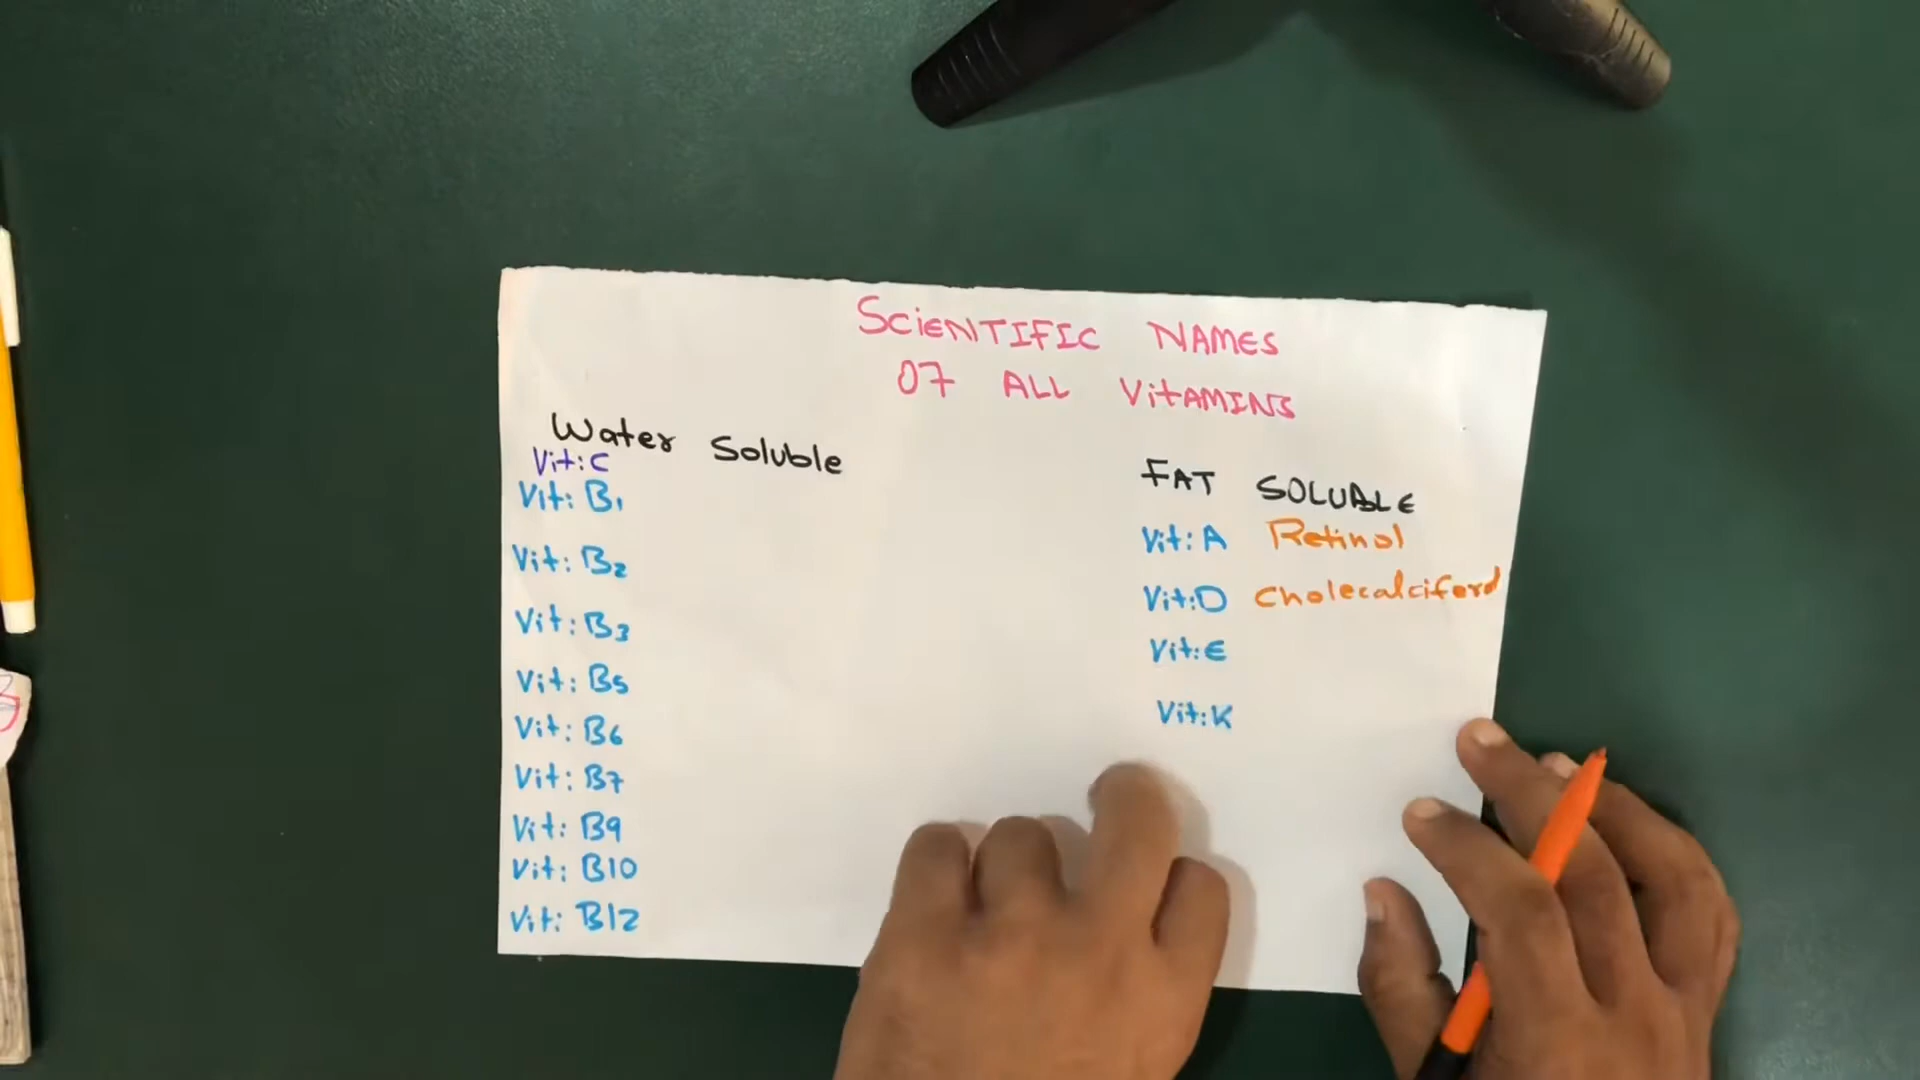 SCiENTIFIC NAMES
07 ALL VitAMINS
Water Soluble
Vit:C
Vit: B1
Vit: B2
Vit: B3
Vit: B5
Vit: B6
Vit: B7
Vit: B9
Vit: B10
Vit: B12
FAT SOLUBLE
Vit: A Retinol
Vit:D Cholecalciferol
Vit:E
Vit:K